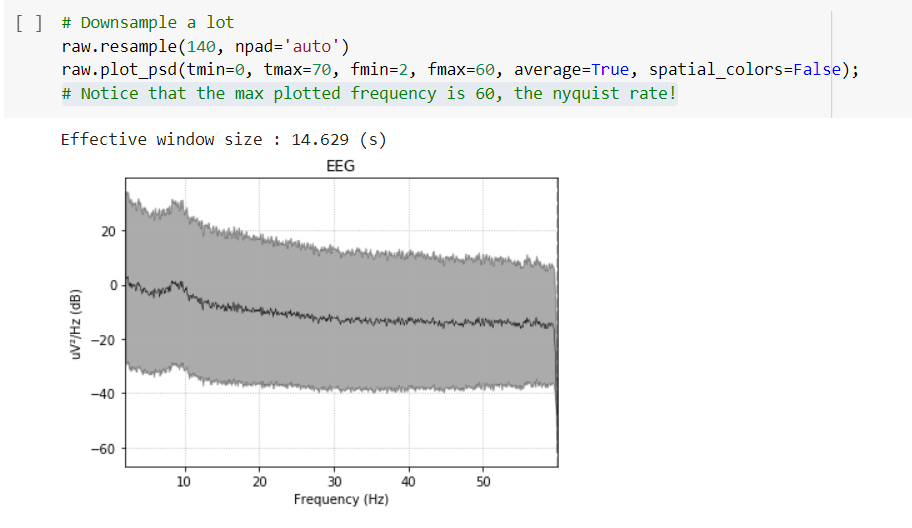 [ ] # Downsample a lot
raw.resample(140, npad='auto')
raw.plot_psd(tmin=0, tmax=70, fmin=2, fmax=60, average=True, spatial_colors=False);
# Notice that the max plotted frequency is 60, the nyquist rate!
Effective window size : 14.629 (s)
EEG
20
0
−20
−40
−60
uV²/Hz (dB)
10 20 30 40 50
Frequency (Hz)